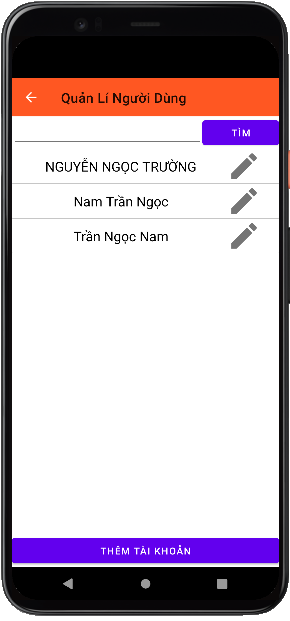 Quản Lí Người Dùng
TÌM
NGUYỄN NGỌC TRƯỜNG
Nam Trần Ngọc
Trần Ngọc Nam
THÊM TÀI KHOẢN